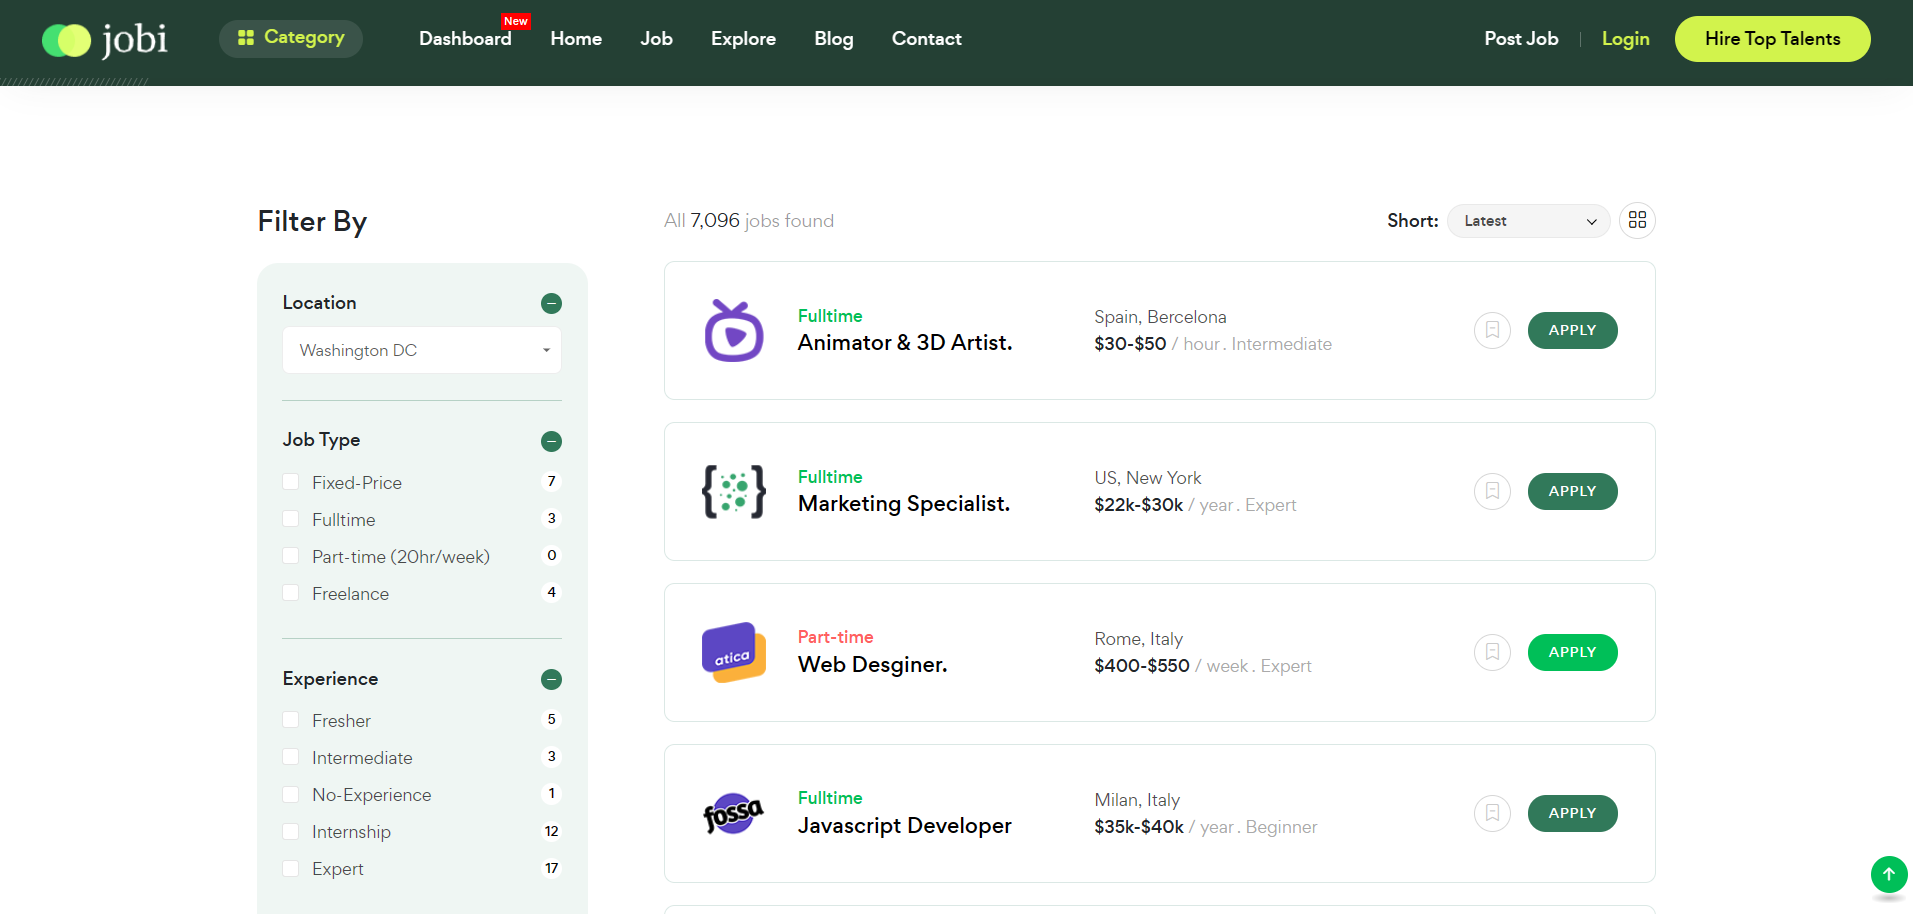 jobi
Category
Dashboard
New
Home
Job
Explore
Blog
Contact
Post Job
Login
Hire Top Talents
Filter By
Location
Washington DC
Job Type
Fixed-Price 7
Fulltime 3
Part-time (20hr/week) 0
Freelance 4
Experience
Fresher 5
Intermediate 3
No-Experience 1
Internship 12
Expert 17
All 7,096 jobs found
Short: Latest
Fulltime
Animator & 3D Artist.
Spain, Bercelona
$30-$50 / hour . Intermediate
APPLY
Fulltime
Marketing Specialist.
US, New York
$22k-$30k / year . Expert
APPLY
atica
Part-time
Web Desginer.
Rome, Italy
$400-$550 / week . Expert
APPLY
fossa
Fulltime
Javascript Developer
Milan, Italy
$35k-$40k / year . Beginner
APPLY